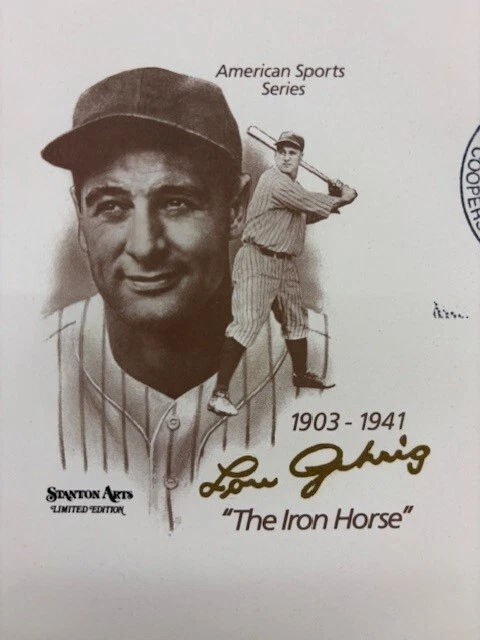 American Sports
Series
COOPERS
1903 - 1941
Lou Gehrig
STANTON ARTS
LIMITED EDITION
"The Iron Horse"